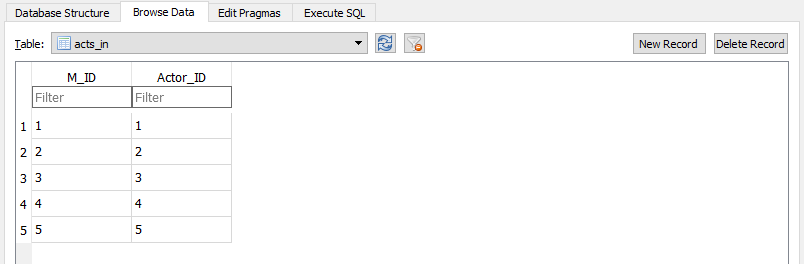 Database Structure Browse Data Edit Pragmas Execute SQL
Table: acts_in New Record Delete Record
M_ID Actor_ID
Filter Filter
1 1 1
2 2 2
3 3 3
4 4 4
5 5 5